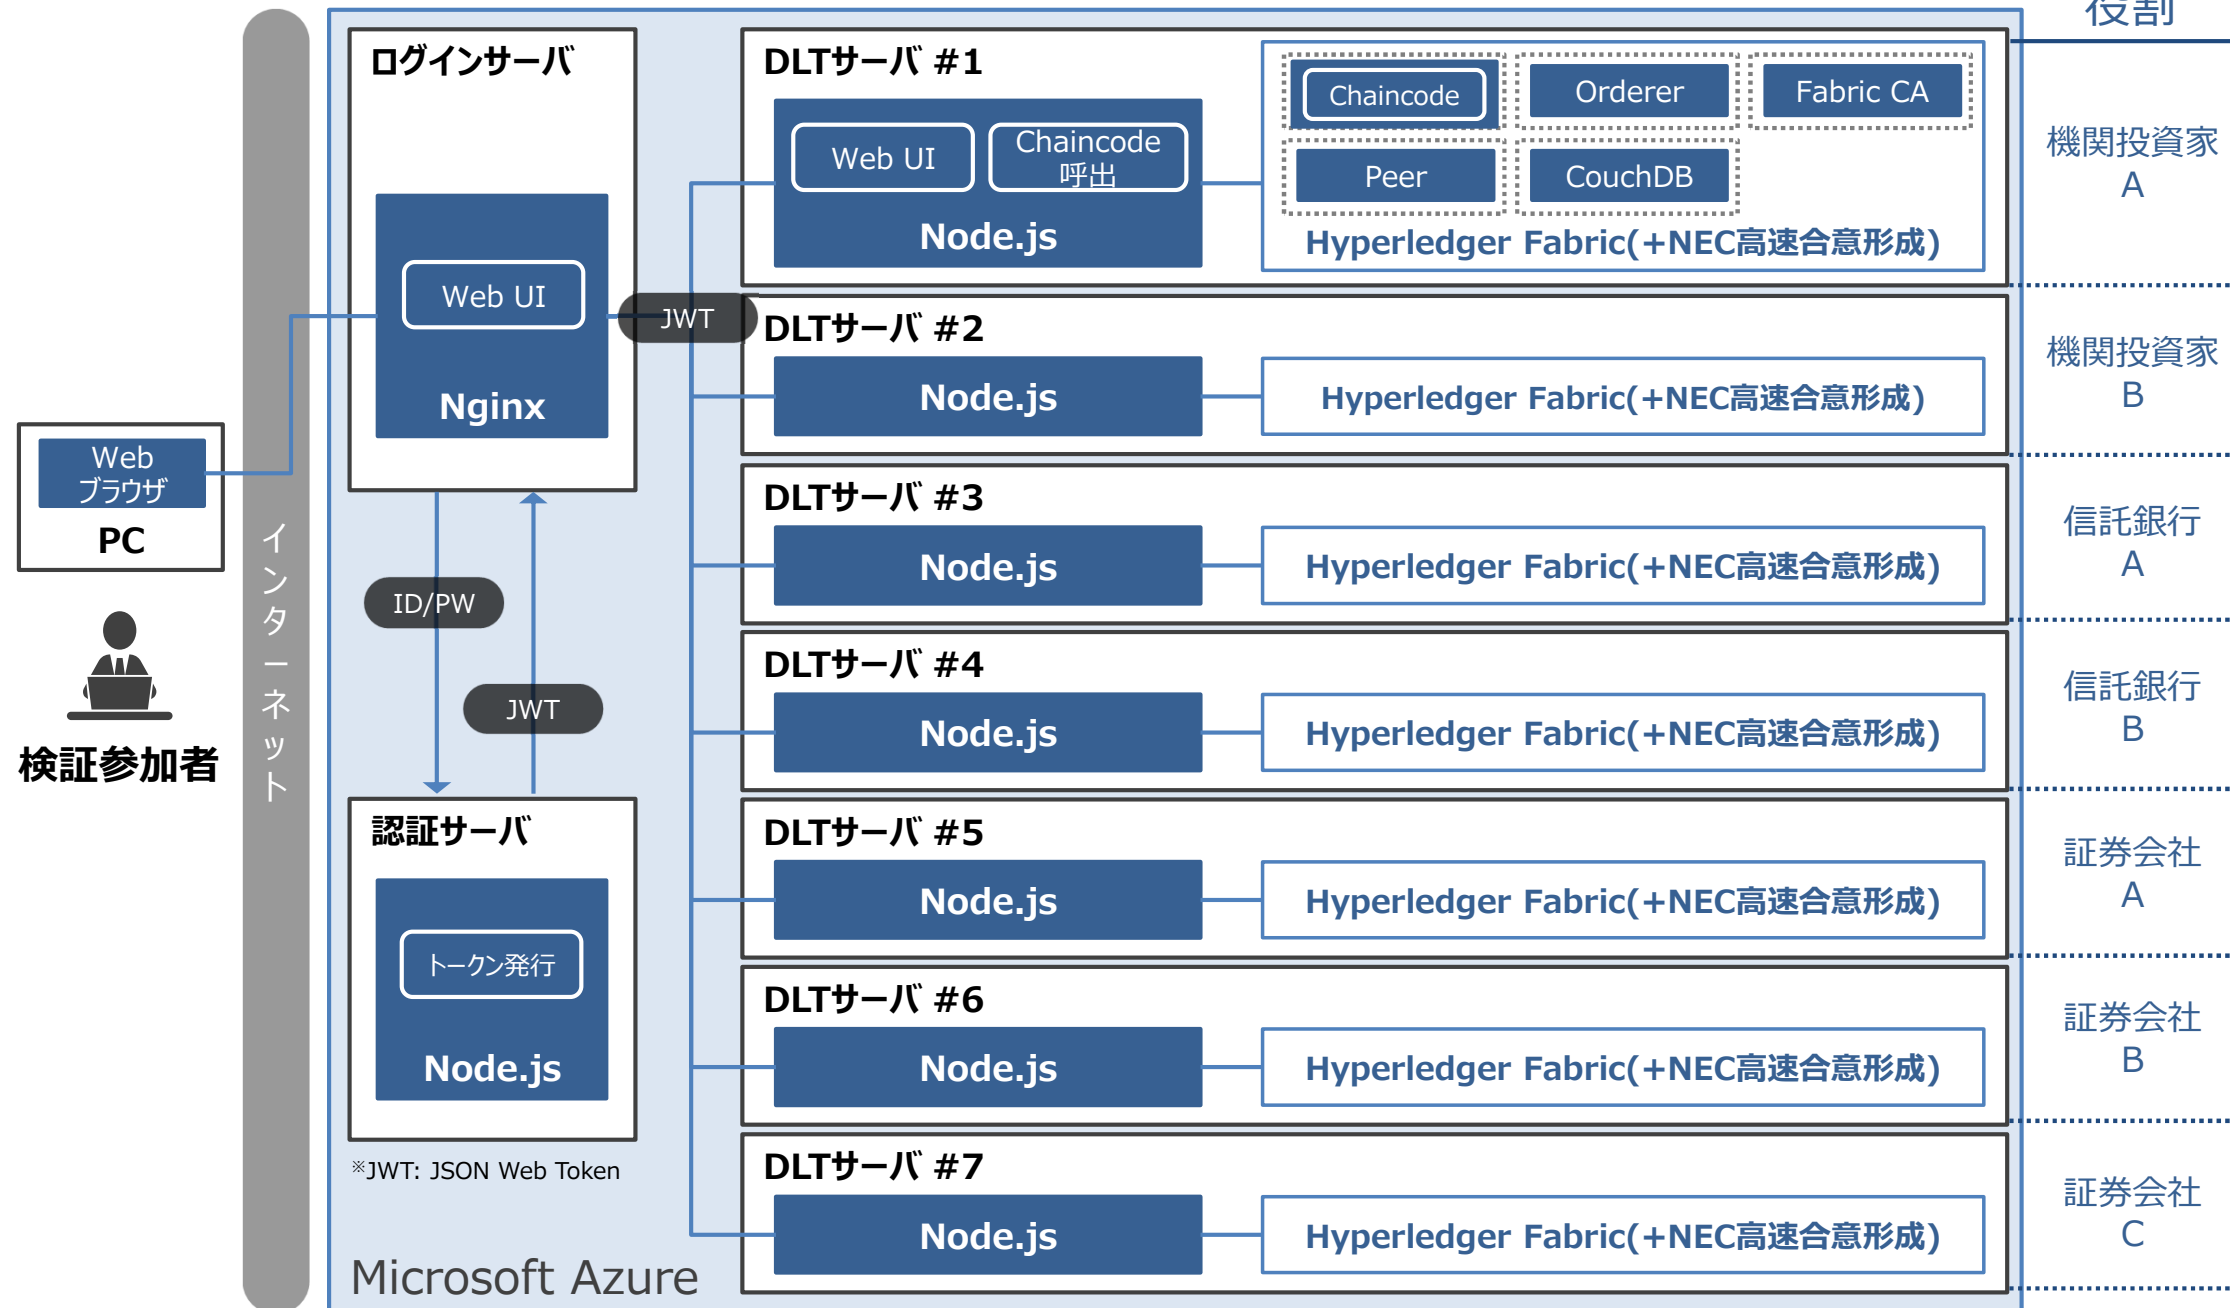 役割
ログインサーバ
Web UI
Nginx
Web
ブラウザ
PC
検証参加者
インターネット
ID/PW
JWT
JWT
認証サーバ
トークン発行
Node.js
※JWT: JSON Web Token
Microsoft Azure
DLTサーバ #1
Web UI
Chaincode
呼出
Node.js
Chaincode
Orderer
Fabric CA
Peer
CouchDB
Hyperledger Fabric(+NEC高速合意形成)
機関投資家
A
DLTサーバ #2
Node.js
Hyperledger Fabric(+NEC高速合意形成)
機関投資家
B
DLTサーバ #3
Node.js
Hyperledger Fabric(+NEC高速合意形成)
信託銀行
A
DLTサーバ #4
Node.js
Hyperledger Fabric(+NEC高速合意形成)
信託銀行
B
DLTサーバ #5
Node.js
Hyperledger Fabric(+NEC高速合意形成)
証券会社
A
DLTサーバ #6
Node.js
Hyperledger Fabric(+NEC高速合意形成)
証券会社
B
DLTサーバ #7
Node.js
Hyperledger Fabric(+NEC高速合意形成)
証券会社
C